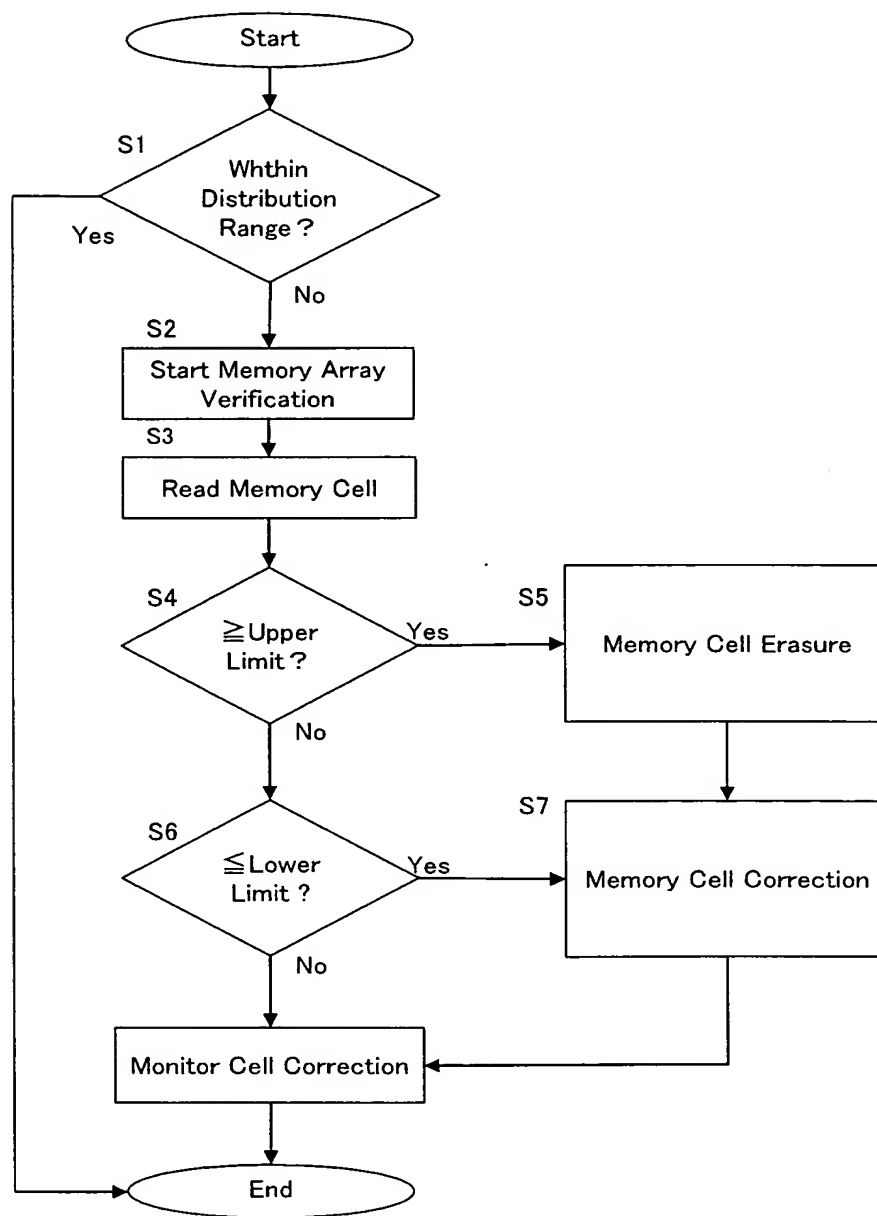 Start
S1
Whthin
Distribution
Range?
Yes
No
S2
Start Memory Array
Verification
S3
Read Memory Cell
S4
≧Upper
Limit?
Yes
S5
Memory Cell Erasure
No
S6
≦Lower
Limit?
Yes
S7
Memory Cell Correction
No
Monitor Cell Correction
End